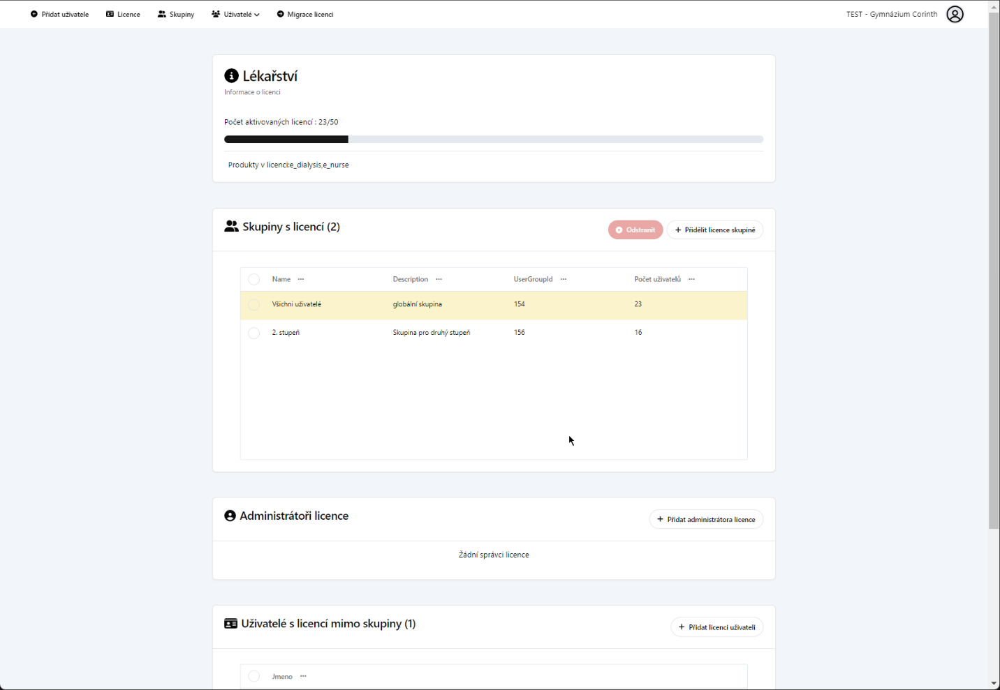 Přidat uživatele Licence Skupiny Uživatelé Migrace licencí TEST - Gymnázium Corinth
Lékařství
Informace o licenci
Počet aktivovaných licencí : 23/50
Produkty v licenci:e_dialysis,e_nurse
Skupiny s licencí (2) Odstranit + Přidělit licence skupině
Name ··· Description ··· UserGroupId ··· Počet uživatelů ···
Všichni uživatelé globální skupina 154 23
2. stupeň Skupina pro druhý stupeň 156 16
Administrátoři licence + Přidat administrátora licence
Žádní správci licence
Uživatelé s licencí mimo skupiny (1) + Přidat licenci uživateli
Jmeno ···